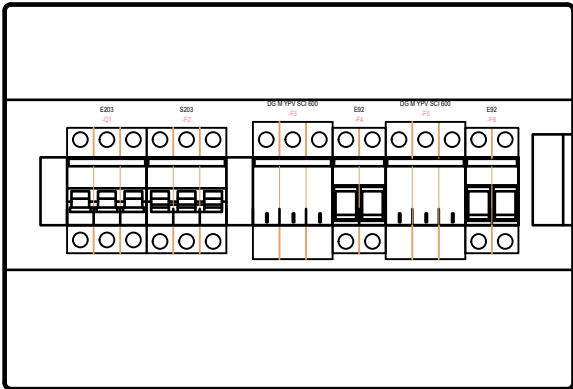 E203
-Q1
S203
-F2
DG M YPV SCI 600
-F3
E92
-F4
DG M YPV SCI 600
-F5
E92
-F6